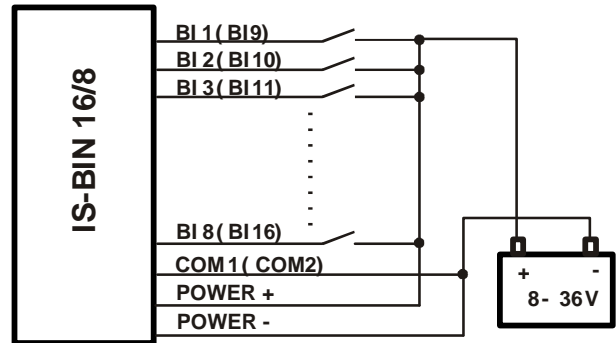 IS-BIN 16/8
BI 1 ( BI9)
BI 2 ( BI10)
BI 3 ( BI11)
BI 8 ( BI16)
COM 1 ( COM2)
POWER +
POWER -
+ -
8- 36V